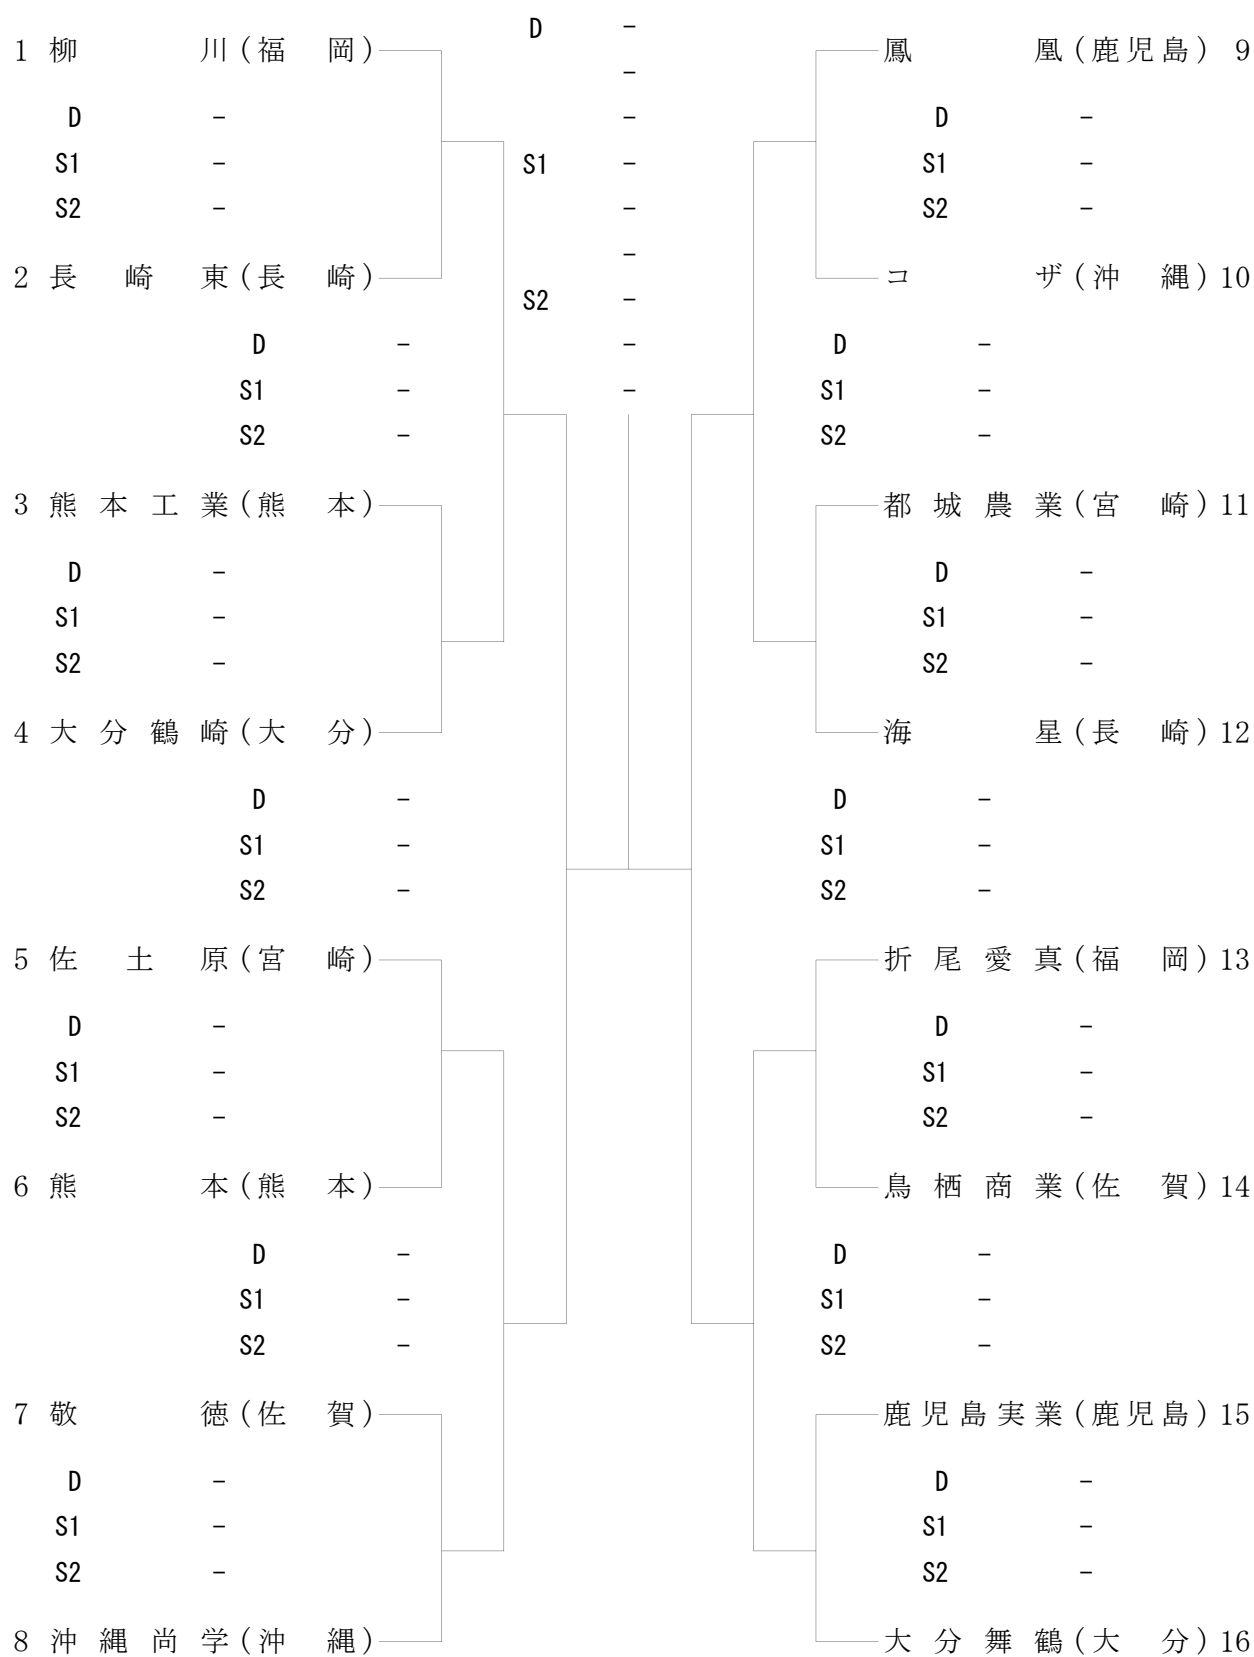 D -
1 柳川(福岡)
鳳凰(鹿児島) 9
-
D -
-
D -
S1 -
S1 -
S1 -
S2 -
-
S2 -
-
2 長崎東(長崎)
コザ(沖縄) 10
S2 -
D -
-
D -
S1 -
-
S1 -
S2 -
S2 -
3 熊本工業(熊本)
都城農業(宮崎) 11
D -
D -
S1 -
S1 -
S2 -
S2 -
4 大分鶴崎(大分)
海星(長崎) 12
D -
D -
S1 -
S1 -
S2 -
S2 -
5 佐土原(宮崎)
折尾愛真(福岡) 13
D -
D -
S1 -
S1 -
S2 -
S2 -
6 熊本(熊本)
鳥栖商業(佐賀) 14
D -
D -
S1 -
S1 -
S2 -
S2 -
7 敬徳(佐賀)
鹿児島実業(鹿児島) 15
D -
D -
S1 -
S1 -
S2 -
S2 -
8 沖縄尚学(沖縄)
大分舞鶴(大分) 16